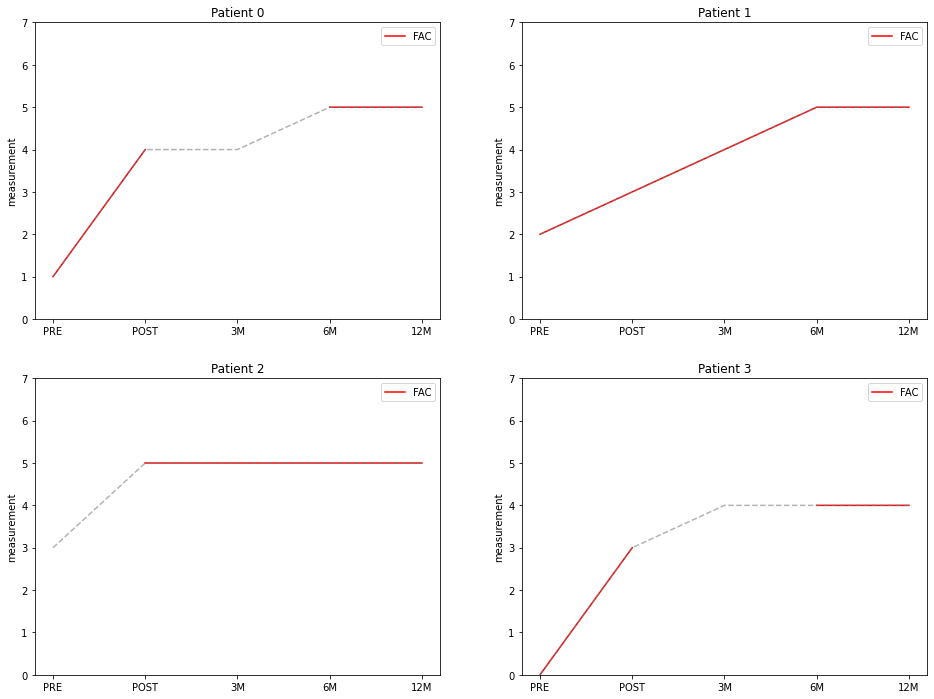 Patient 0
FAC
measurement
7
6
5
4
3
2
1
0
PRE POST 3M 6M 12M
Patient 1
FAC
measurement
7
6
5
4
3
2
1
0
PRE POST 3M 6M 12M
Patient 2
FAC
measurement
7
6
5
4
3
2
1
0
PRE POST 3M 6M 12M
Patient 3
FAC
measurement
7
6
5
4
3
2
1
0
PRE POST 3M 6M 12M